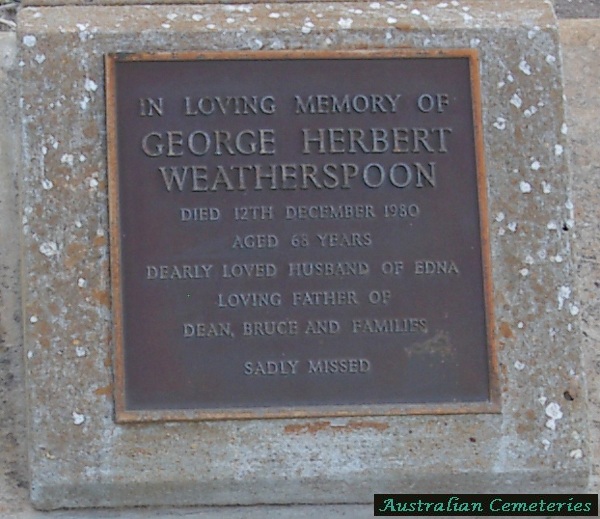 IN LOVING MEMORY OF
GEORGE HERBERT
WEATHERSPOON
DIED 12TH DECEMBER 1980
AGED 68 YEARS
DEARLY LOVED HUSBAND OF EDNA
LOVING FATHER OF
DEAN, BRUCE AND FAMILIES
SADLY MISSED
Australian Cemeteries